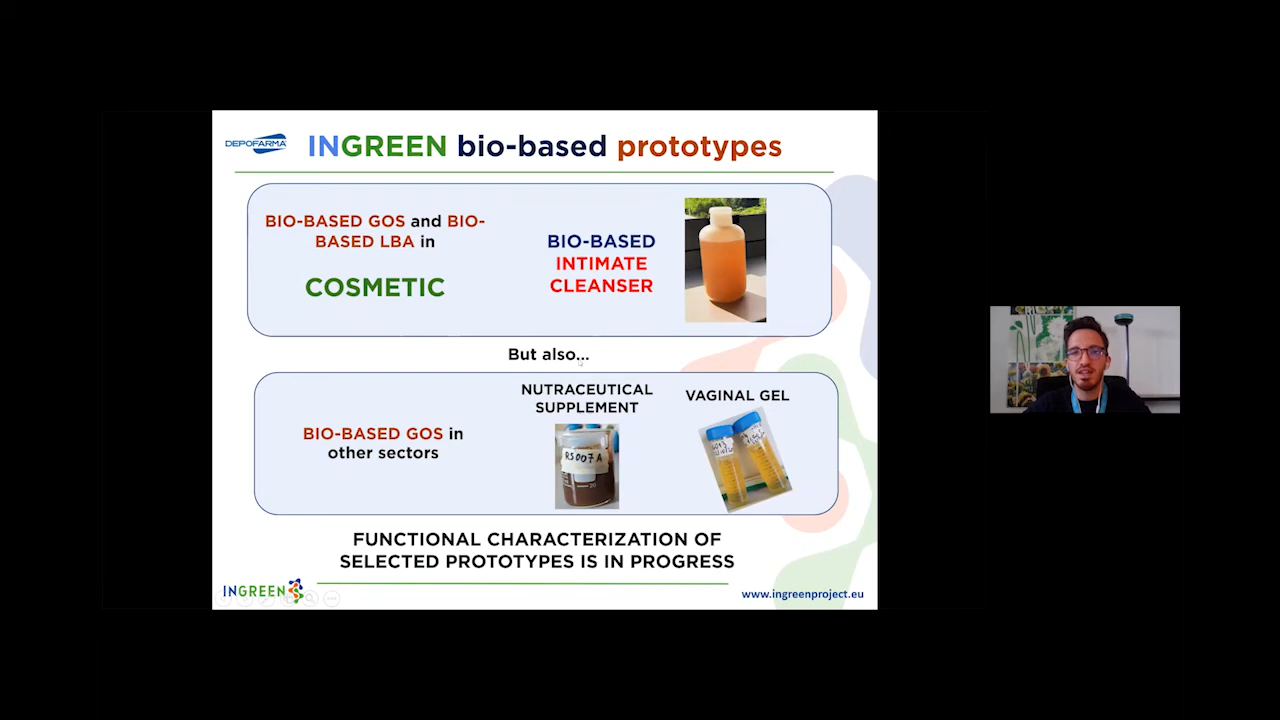 DEPOFARMA
INGREEN bio-based prototypes
BIO-BASED GOS and BIO-
BASED LBA in
COSMETIC
BIO-BASED
INTIMATE
CLEANSER
But also...
NUTRACEUTICAL
SUPPLEMENT
VAGINAL GEL
BIO-BASED GOS in
other sectors
RS007A
20
FUNCTIONAL CHARACTERIZATION OF
SELECTED PROTOTYPES IS IN PROGRESS
INGREEN
www.ingreenproject.eu